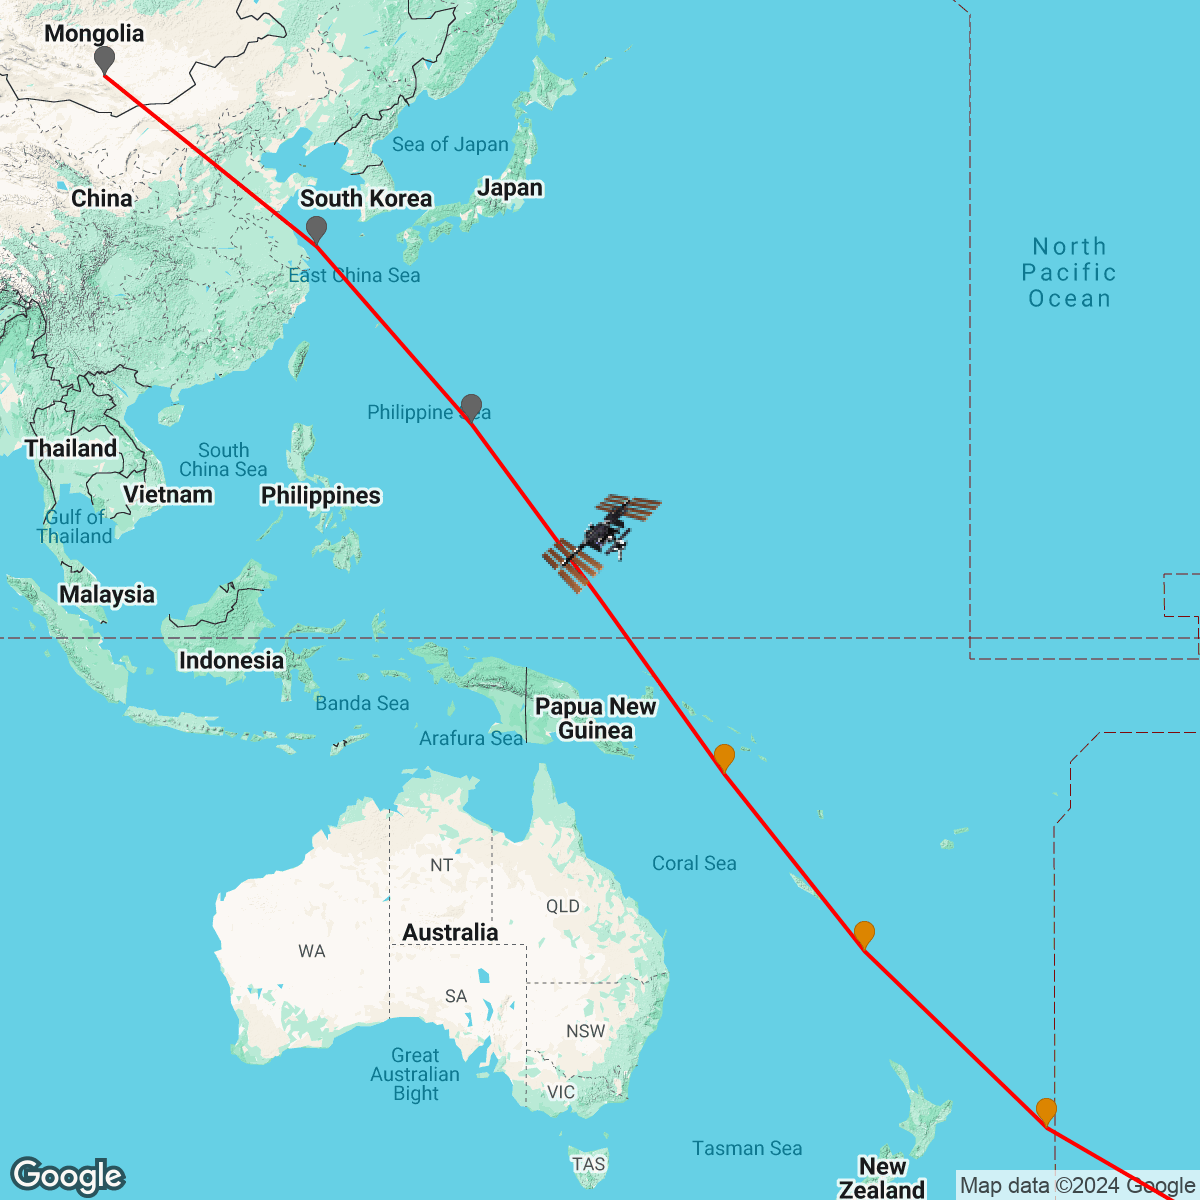 Mongolia
Sea of Japan
Japan
China
South Korea
North
Pacific
Ocean
East China Sea
Philippine Sea
Thailand
South
China Sea
Vietnam
Philippines
Gulf of
Thailand
Malaysia
Indonesia
Banda Sea
Papua New
Guinea
Arafura Sea
Coral Sea
NT
QLD
Australia
WA
SA
NSW
Great
Australian
Bight
VIC
Tasman Sea
TAS
New
Zealand
Google
Map data ©2024 Google